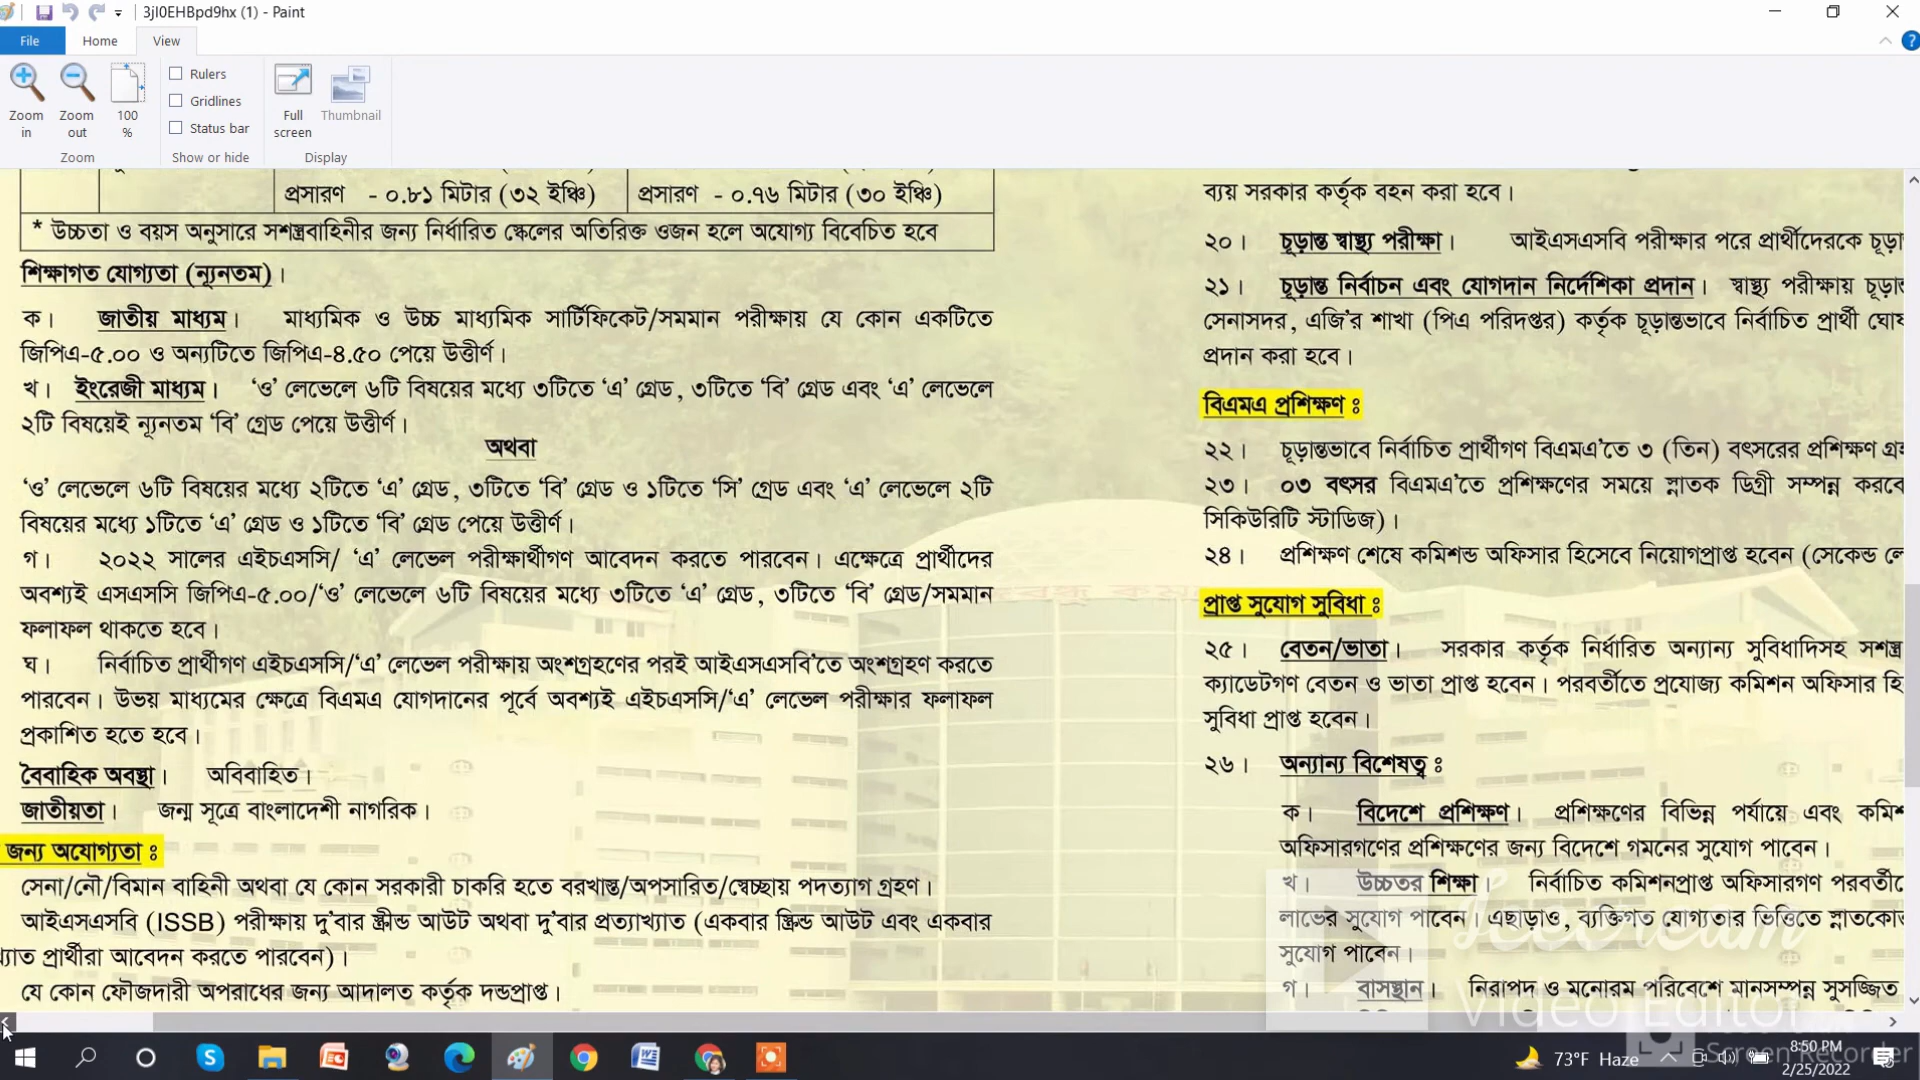 3jI0EHBpd9hx (1) - Paint
File Home View
Zoom in
Zoom out
100 %
Rulers
Gridlines
Status bar
Full screen
Thumbnail
Zoom
Show or hide
Display
প্রসারণ - ০.৮১ মিটার (৩২ ইঞ্চি)
প্রসারণ - ০.৭৬ মিটার (৩০ ইঞ্চি)
* উচ্চতা ও বয়স অনুসারে সশস্ত্রবাহিনীর জন্য নির্ধারিত স্কেলের অতিরিক্ত ওজন হলে অযোগ্য বিবেচিত হবে
শিক্ষাগত যোগ্যতা (ন্যূনতম)।
ক। জাতীয় মাধ্যম। মাধ্যমিক ও উচ্চ মাধ্যমিক সার্টিফিকেট/সমমান পরীক্ষায় যে কোন একটিতে
জিপিএ-৫.০০ ও অন্যটিতে জিপিএ-৪.৫০ পেয়ে উত্তীর্ণ।
খ। ইংরেজী মাধ্যম। ‘ও’ লেভেলে ৬টি বিষয়ের মধ্যে ৩টিতে ‘এ’ গ্রেড, ৩টিতে ‘বি’ গ্রেড এবং ‘এ’ লেভেলে
২টি বিষয়েই ন্যূনতম ‘বি’ গ্রেড পেয়ে উত্তীর্ণ।
অথবা
‘ও’ লেভেলে ৬টি বিষয়ের মধ্যে ২টিতে ‘এ’ গ্রেড, ৩টিতে ‘বি’ গ্রেড ও ১টিতে ‘সি’ গ্রেড এবং ‘এ’ লেভেলে ২টি
বিষয়ের মধ্যে ১টিতে ‘এ’ গ্রেড ও ১টিতে ‘বি’ গ্রেড পেয়ে উত্তীর্ণ।
গ। ২০২২ সালের এইচএসসি/ ‘এ’ লেভেল পরীক্ষার্থীগণ আবেদন করতে পারবেন। এক্ষেত্রে প্রার্থীদের
অবশ্যই এসএসসি জিপিএ-৫.০০/‘ও’ লেভেলে ৬টি বিষয়ের মধ্যে ৩টিতে ‘এ’ গ্রেড, ৩টিতে ‘বি’ গ্রেড/সমমান
ফলাফল থাকতে হবে।
ঘ। নির্বাচিত প্রার্থীগণ এইচএসসি/‘এ’ লেভেল পরীক্ষায় অংশগ্রহণের পরই আইএসএসবি’তে অংশগ্রহণ করতে
পারবেন। উভয় মাধ্যমের ক্ষেত্রে বিএমএ যোগদানের পূর্বে অবশ্যই এইচএসসি/‘এ’ লেভেল পরীক্ষার ফলাফল
প্রকাশিত হতে হবে।
বৈবাহিক অবস্থা। অবিবাহিত।
জাতীয়তা। জন্ম সূত্রে বাংলাদেশী নাগরিক।
জন্য অযোগ্যতা ঃ
সেনা/নৌ/বিমান বাহিনী অথবা যে কোন সরকারী চাকরি হতে বরখাস্ত/অপসারিত/স্বেচ্ছায় পদত্যাগ গ্রহণ।
আইএসএসবি (ISSB) পরীক্ষায় দু’বার স্ক্রীন্ড আউট অথবা দু’বার প্রত্যাখ্যাত (একবার স্ক্রিন্ড আউট এবং একবার
প্রার্থীরা আবেদন করতে পারবেন)।
যে কোন ফৌজদারী অপরাধের জন্য আদালত কর্তৃক দন্ডপ্রাপ্ত।
ব্যয় সরকার কর্তৃক বহন করা হবে।
২০। চূড়ান্ত স্বাস্থ্য পরীক্ষা। আইএসএসবি পরীক্ষার পরে প্রার্থীদেরকে চূড়া
২১। চূড়ান্ত নির্বাচন এবং যোগদান নির্দেশিকা প্রদান। স্বাস্থ্য পরীক্ষায় চূড়া
সেনাসদর, এজি’র শাখা (পিএ পরিদপ্তর) কর্তৃক চূড়ান্তভাবে নির্বাচিত প্রার্থী ঘো
প্রদান করা হবে।
বিএমএ প্রশিক্ষণ ঃ
২২। চূড়ান্তভাবে নির্বাচিত প্রার্থীগণ বিএমএ’তে ৩ (তিন) বৎসরের প্রশিক্ষণ গ্র
২৩। ০৩ বৎসর বিএমএ’তে প্রশিক্ষণের সময়ে স্নাতক ডিগ্রী সম্পন্ন করবে
সিকিউরিটি স্টাডিজ)।
২৪। প্রশিক্ষণ শেষে কমিশন্ড অফিসার হিসেবে নিয়োগপ্রাপ্ত হবেন (সেকেন্ড লে
প্রাপ্ত সুযোগ সুবিধা ঃ
২৫। বেতন/ভাতা। সরকার কর্তৃক নির্ধারিত অন্যান্য সুবিধাদিসহ সশস্ত্র
ক্যাডেটগণ বেতন ও ভাতা প্রাপ্ত হবেন। পরবর্তীতে প্রযোজ্য কমিশন অফিসার হি
সুবিধা প্রাপ্ত হবেন।
২৬। অন্যান্য বিশেষত্ব ঃ
ক। বিদেশে প্রশিক্ষণ। প্রশিক্ষণের বিভিন্ন পর্যায়ে এবং কমি
অফিসারগণের প্রশিক্ষণের জন্য বিদেশে গমনের সুযোগ পাবেন।
খ। উচ্চতর শিক্ষা। নির্বাচিত কমিশনপ্রাপ্ত অফিসারগণ পরবর্তীতে
লাভের সুযোগ পাবেন। এছাড়াও, ব্যক্তিগত যোগ্যতার ভিত্তিতে স্নাতকো
সুযোগ পাবেন।
গ। বাসস্থান। নিরাপদ ও মনোরম পরিবেশে মানসম্পন্ন সুসজ্জিত
Icecream
Video Editor
Screen Recorder
73°F Haze
8:50 PM
2/25/2022